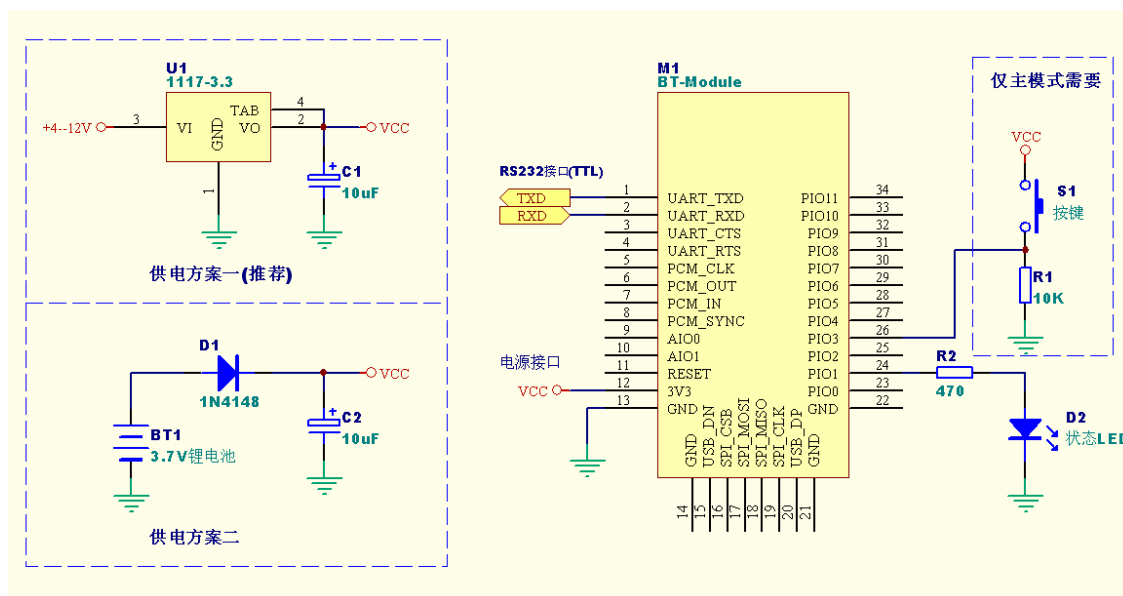 U1
1117-3.3
+4--12V
3
VI
GND
TAB
VO
4
2
1
VCC
C1
+
10uF
供电方案一(推荐)
D1
1N4148
VCC
C2
+
10uF
BT1
3.7V锂电池
供电方案二
M1
BT-Module
RS232接口(TTL)
TXD
RXD
电源接口
VCC
1 UART_TXD
2 UART_RXD
3 UART_CTS
4 UART_RTS
5 PCM_CLK
6 PCM_OUT
7 PCM_IN
8 PCM_SYNC
9 AIO0
10 AIO1
11 RESET
12 3V3
13 GND
14 GND
15 USB_DN
16 SPI_CSB
17 SPI_MOSI
18 SPI_MISO
19 SPI_CLK
20 USB_DP
21 GND
PIO11 34
PIO10 33
PIO9 32
PIO8 31
PIO7 30
PIO6 29
PIO5 28
PIO4 27
PIO3 26
PIO2 25
PIO1 24
PIO0 23
GND 22
仅主模式需要
VCC
S1
按键
R1
10K
R2
470
D2
状态LED